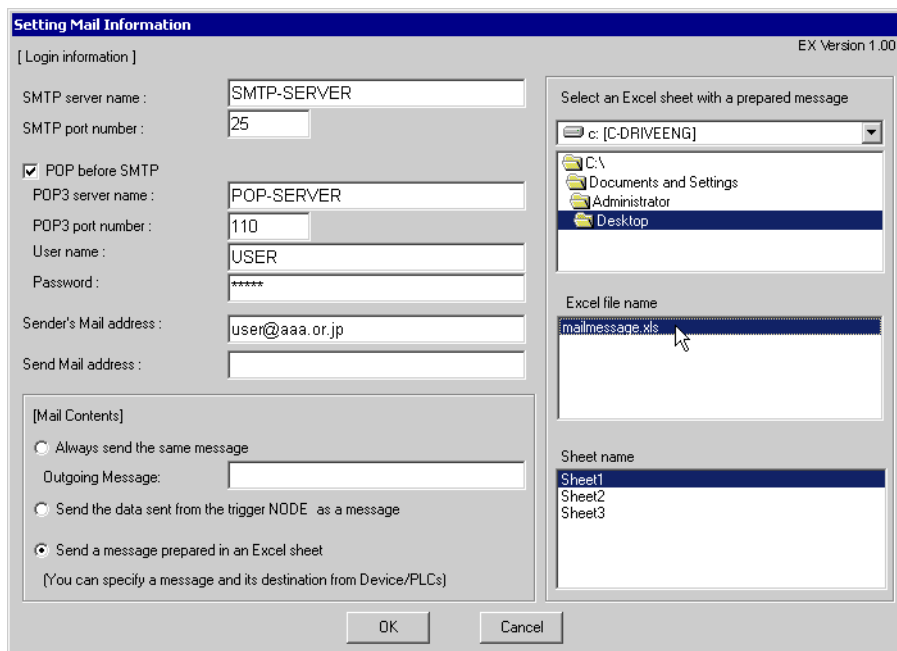 Setting Mail Information
EX Version 1.00
[ Login information ]
SMTP server name :
SMTP-SERVER
SMTP port number :
25
POP before SMTP
POP3 server name :
POP-SERVER
POP3 port number :
110
User name :
USER
Password :
*****
Sender's Mail address :
user@aaa.or.jp
Send Mail address :
[Mail Contents]
Always send the same message
Outgoing Message:
Send the data sent from the trigger NODE as a message
Send a message prepared in an Excel sheet
(You can specify a message and its destination from Device/PLCs)
Select an Excel sheet with a prepared message
c: [C-DRIVEENG]
C:\
Documents and Settings
Administrator
Desktop
Excel file name
mailmessage.xls
Sheet name
Sheet1
Sheet2
Sheet3
OK
Cancel